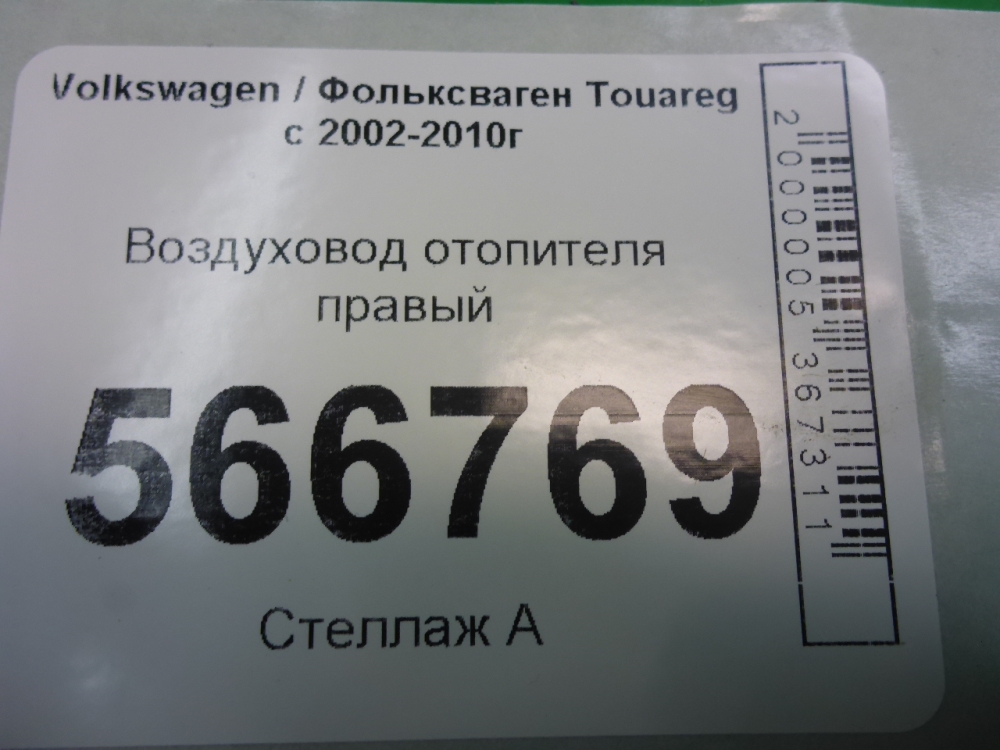 Volkswagen / Фольксваген Touareg
с 2002-2010г
Воздуховод отопителя
правый
566769
Стеллаж А
2000005367311